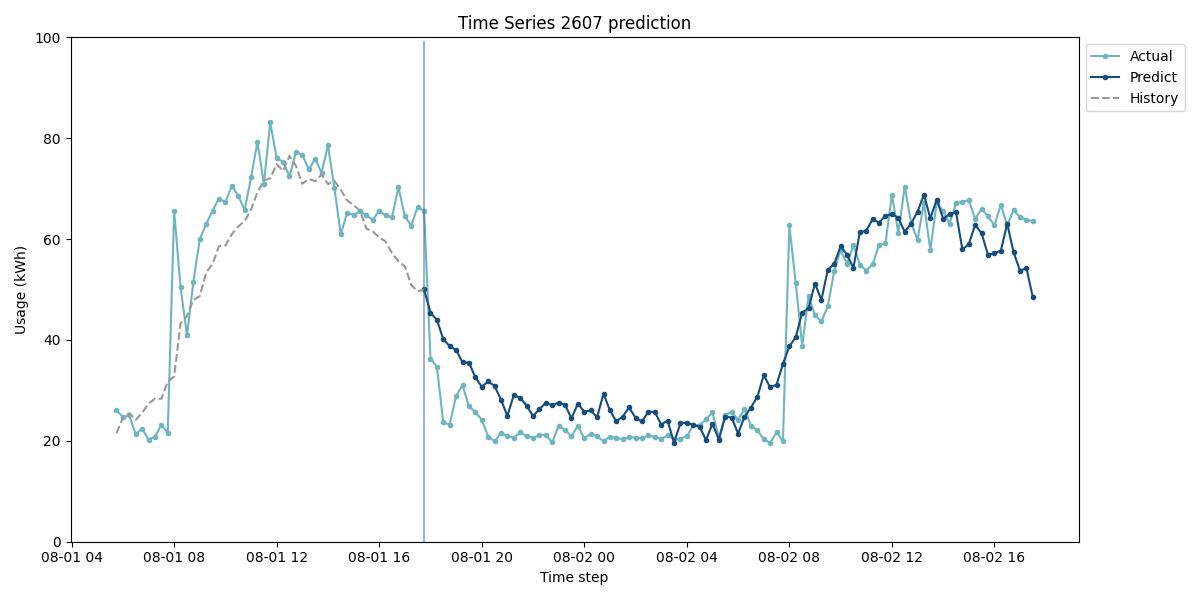 Time Series 2607 prediction
100
80
60
40
20
0
Usage (kWh)
08-01 04
08-01 08
08-01 12
08-01 16
08-01 20
08-02 00
08-02 04
08-02 08
08-02 12
08-02 16
Time step
Actual
Predict
History